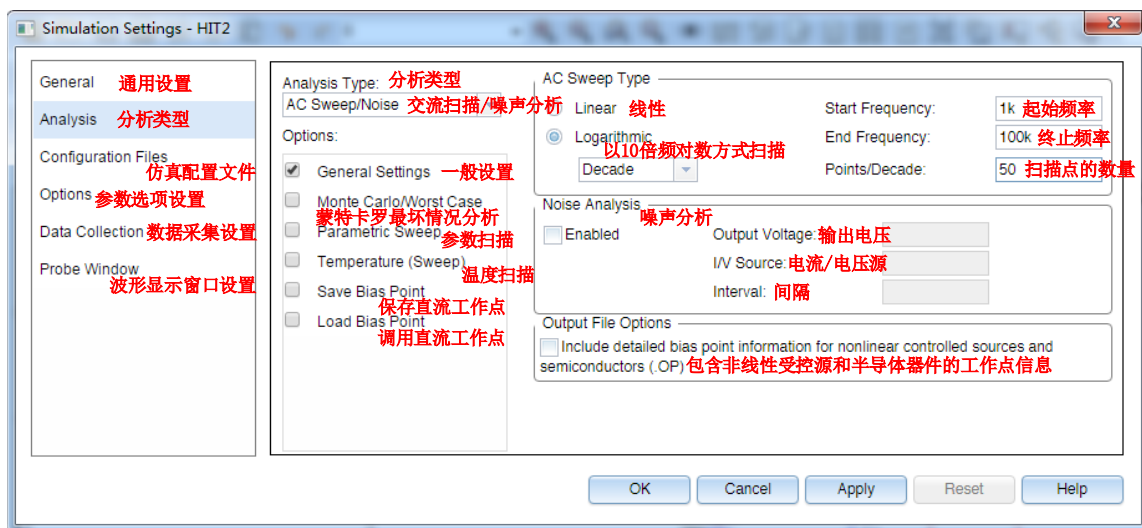 Simulation Settings - HIT2
General 通用设置
Analysis 分析类型
Configuration Files
仿真配置文件
Options 参数选项设置
Data Collection 数据采集设置
Probe Window
波形显示窗口设置
Analysis Type: 分析类型
AC Sweep/Noise 交流扫描/噪声分析
Options:
General Settings 一般设置
Monte Carlo/Worst Case
蒙特卡罗最坏情况分析
Parametric Sweep 参数扫描
Temperature (Sweep) 温度扫描
Save Bias Point
保存直流工作点
Load Bias Point
调用直流工作点
AC Sweep Type
Linear 线性
Logarithmic
以10倍频对数方式扫描
Decade
Start Frequency: 1k 起始频率
End Frequency: 100k 终止频率
Points/Decade: 50 扫描点的数量
Noise Analysis 噪声分析
Enabled
Output Voltage: 输出电压
I/V Source: 电流/电压源
Interval: 间隔
Output File Options
Include detailed bias point information for nonlinear controlled sources and
semiconductors (.OP) 包含非线性受控源和半导体器件的工作点信息
OK Cancel Apply Reset Help